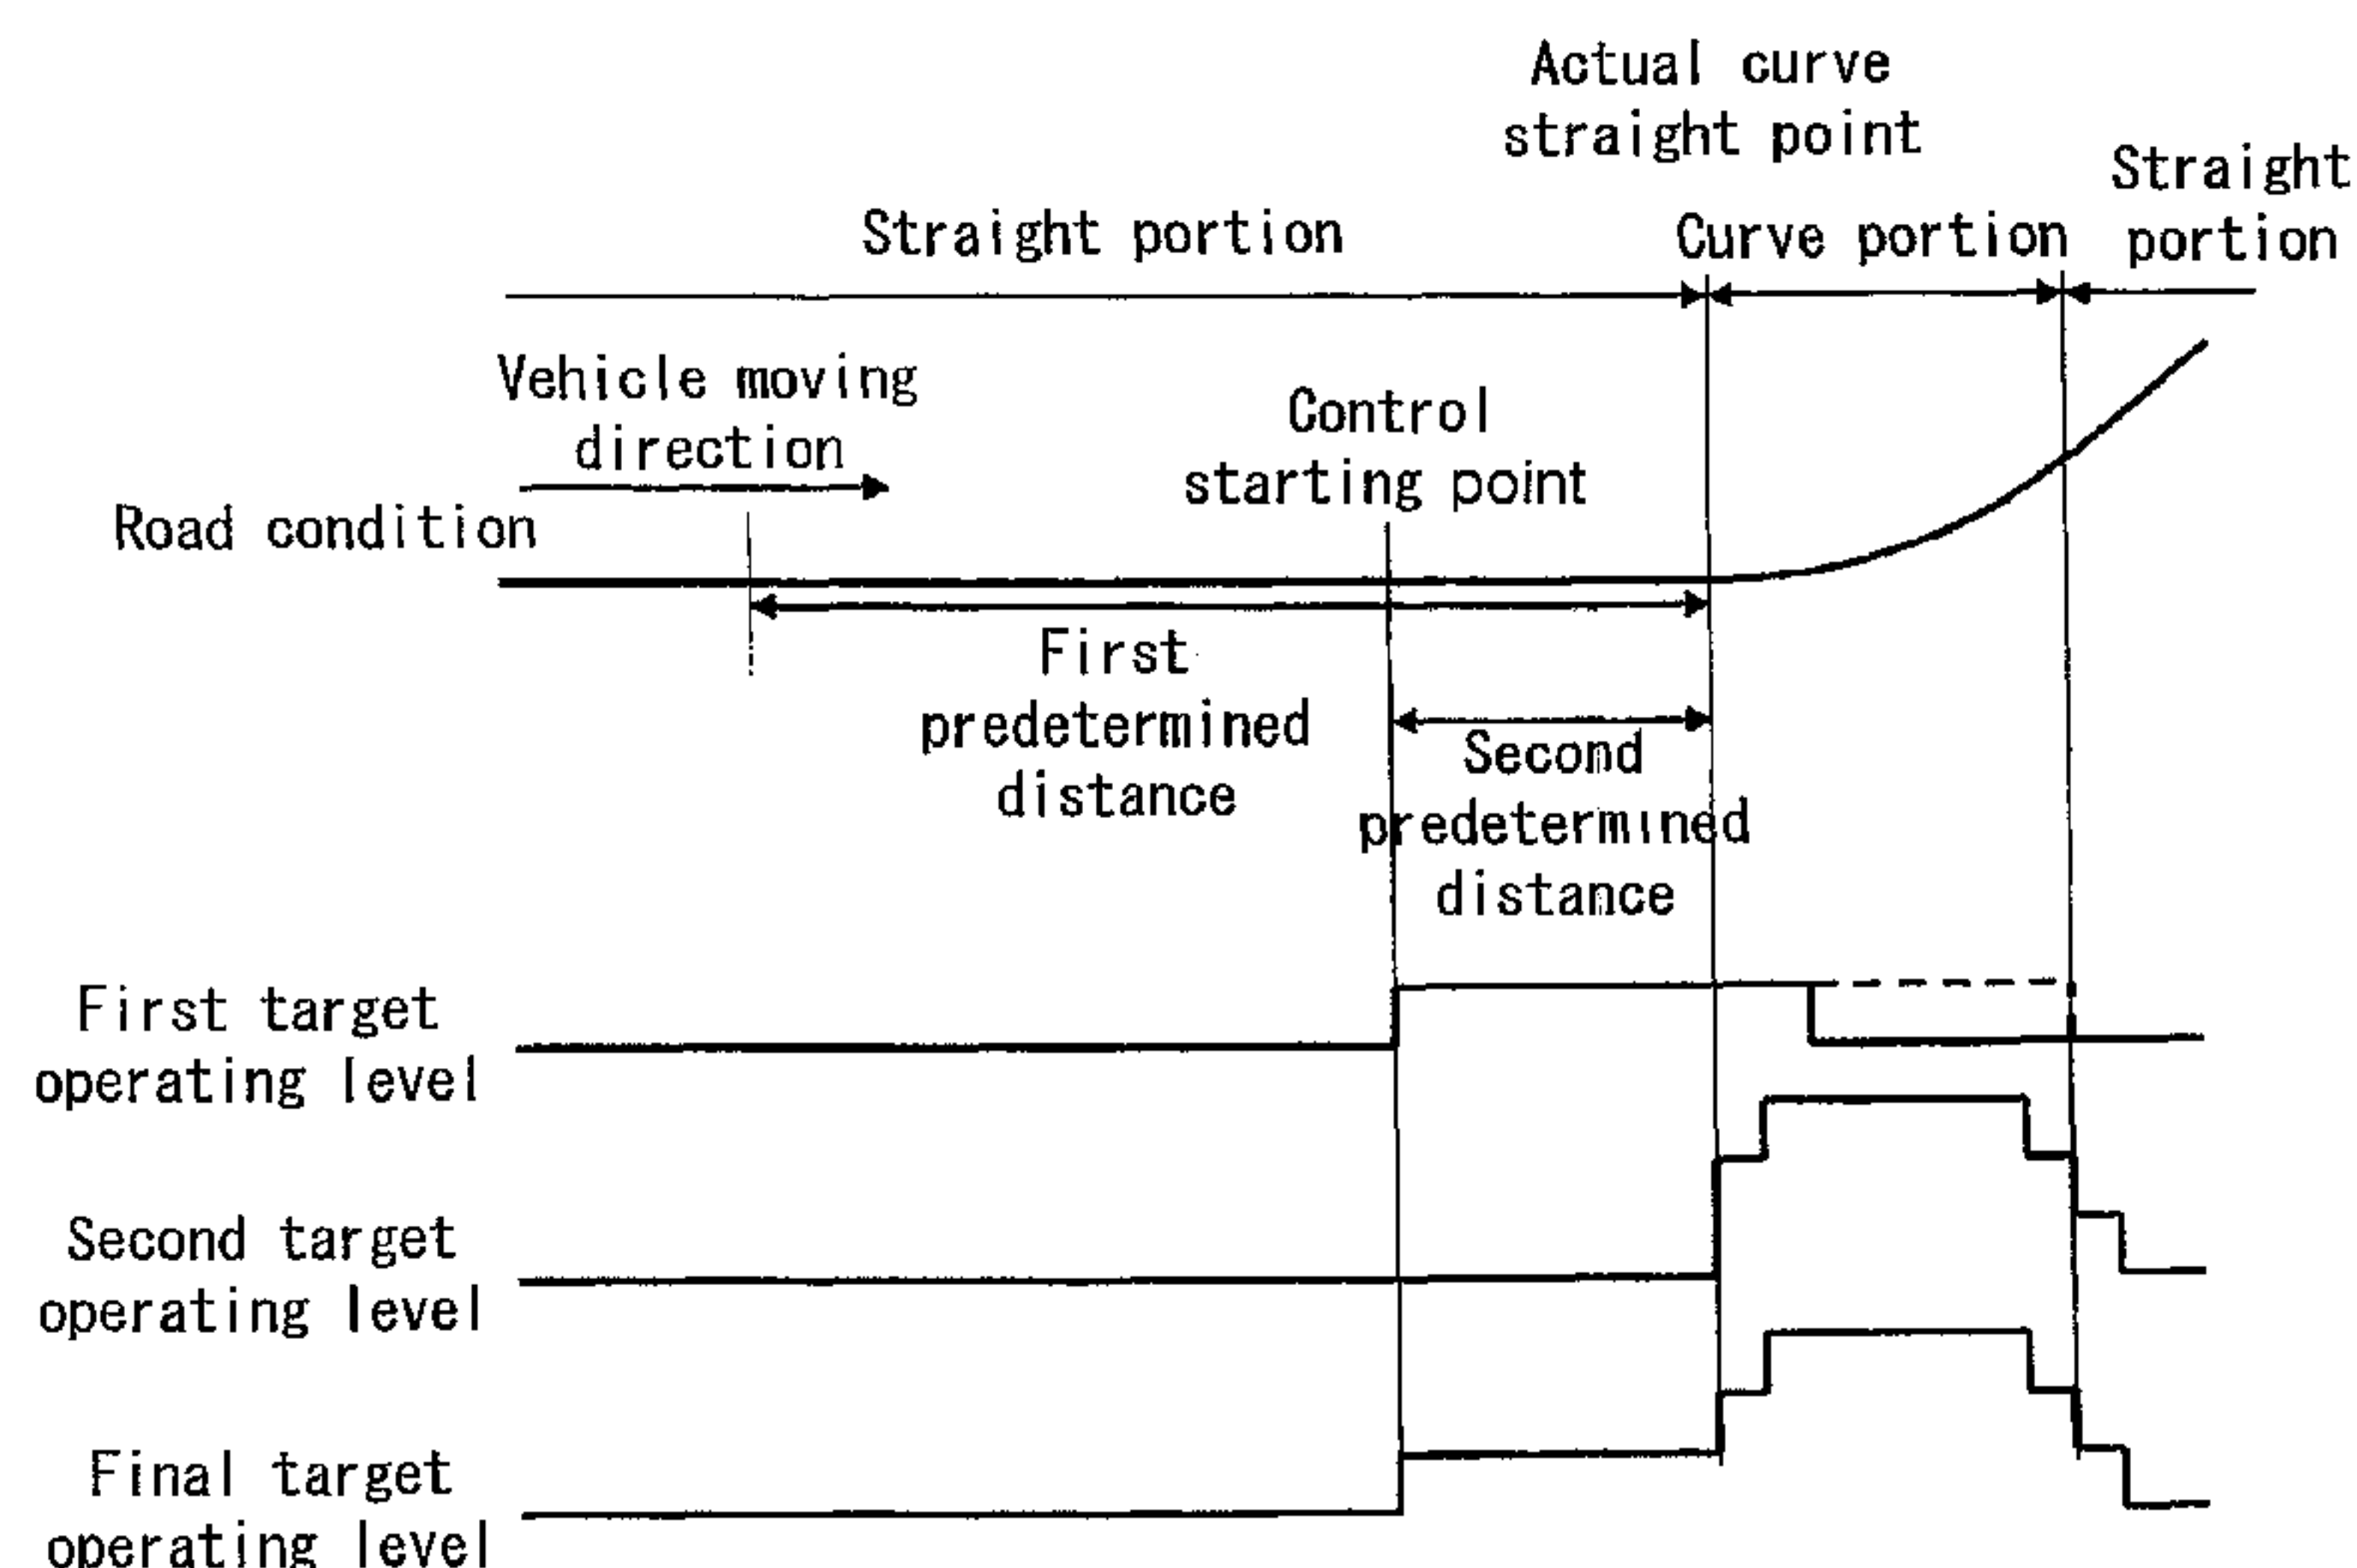 Actual curve
straight point
Straight
portion
Straight portion
Curve portion
Vehicle moving
direction
Control
starting point
Road condition
First
predetermined
distance
Second
predetermined
distance
First target
operating level
Second target
operating level
Final target
operating level